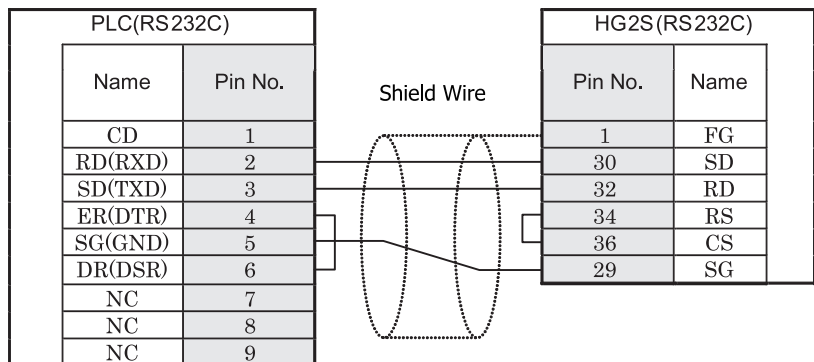 PLC(RS232C)
HG2S(RS232C)
Name Pin No.
Shield Wire
Pin No. Name
CD 1
1 FG
RD(RXD) 2
30 SD
SD(TXD) 3
32 RD
ER(DTR) 4
34 RS
SG(GND) 5
36 CS
DR(DSR) 6
29 SG
NC 7
NC 8
NC 9